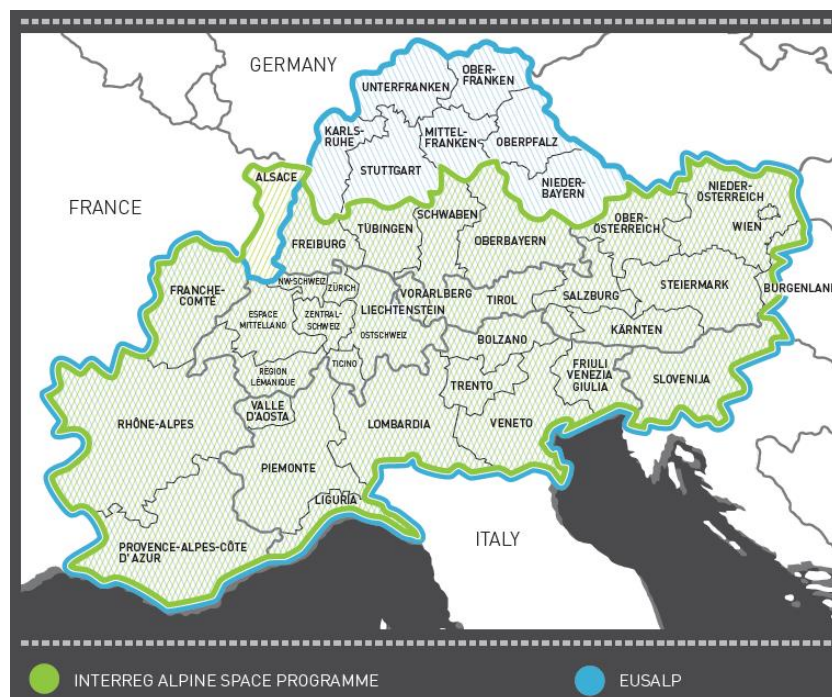 GERMANY
OBER-
FRANKEN
UNTERFRANKEN
KARLS-
RUHE
MITTEL-
FRANKEN
OBERPFALZ
STUTTGART
ALSACE
NIEDER-
BAYERN
NIEDER-
ÖSTERREICH
FRANCE
SCHWABEN
OBER-
ÖSTERREICH
WIEN
TÜBINGEN
FREIBURG
OBERBAYERN
NW-SCHWEIZ
ZÜRICH
STEIERMARK
BURGENLAND
FRANCHE-
COMTÉ
VORARLBERG
TIROL
SALZBURG
LIECHTENSTEIN
ESPACE
MITTELLAND
ZENTRAL-
SCHWEIZ
OSTSCHWEIZ
KÄRNTEN
BOLZANO
TICINO
FRIULI
VENEZIA
GIULIA
RÉGION
LÉMANIQUE
SLOVENIJA
TRENTO
VALLE
D'AOSTA
RHÔNE-ALPES
LOMBARDIA
VENETO
PIEMONTE
LIGURIA
ITALY
PROVENCE-ALPES-CÔTE
D' AZUR
INTERREG ALPINE SPACE PROGRAMME
EUSALP